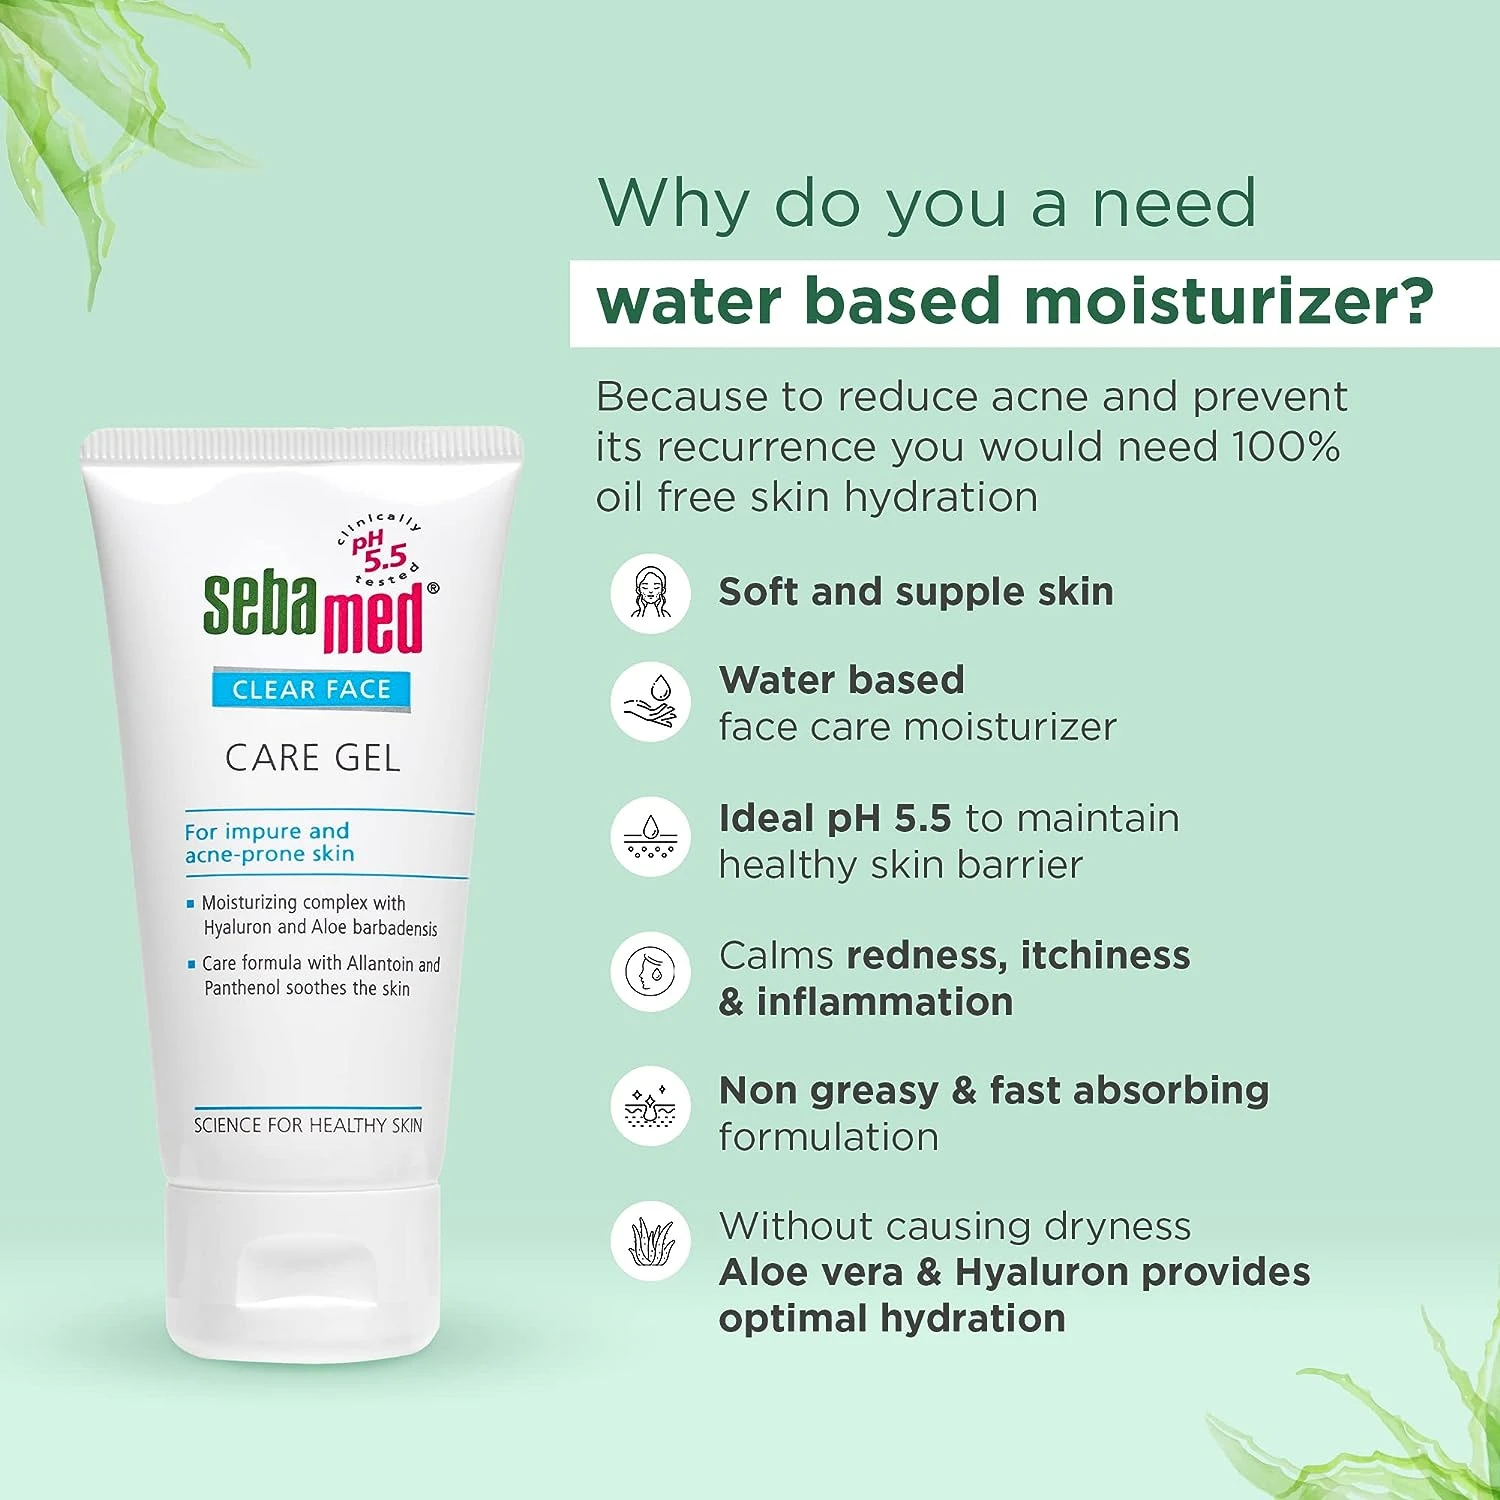 Why do you a need
water based moisturizer?
Because to reduce acne and prevent
its recurrence you would need 100%
oil free skin hydration
clinically
pH
5.5
tested
sebamed®
CLEAR FACE
CARE GEL
For impure and
acne-prone skin
Moisturizing complex with
Hyaluron and Aloe barbadensis
Care formula with Allantoin and
Panthenol soothes the skin
SCIENCE FOR HEALTHY SKIN
Soft and supple skin
Water based
face care moisturizer
Ideal pH 5.5 to maintain
healthy skin barrier
Calms redness, itchiness
& inflammation
Non greasy & fast absorbing
formulation
Without causing dryness
Aloe vera & Hyaluron provides
optimal hydration